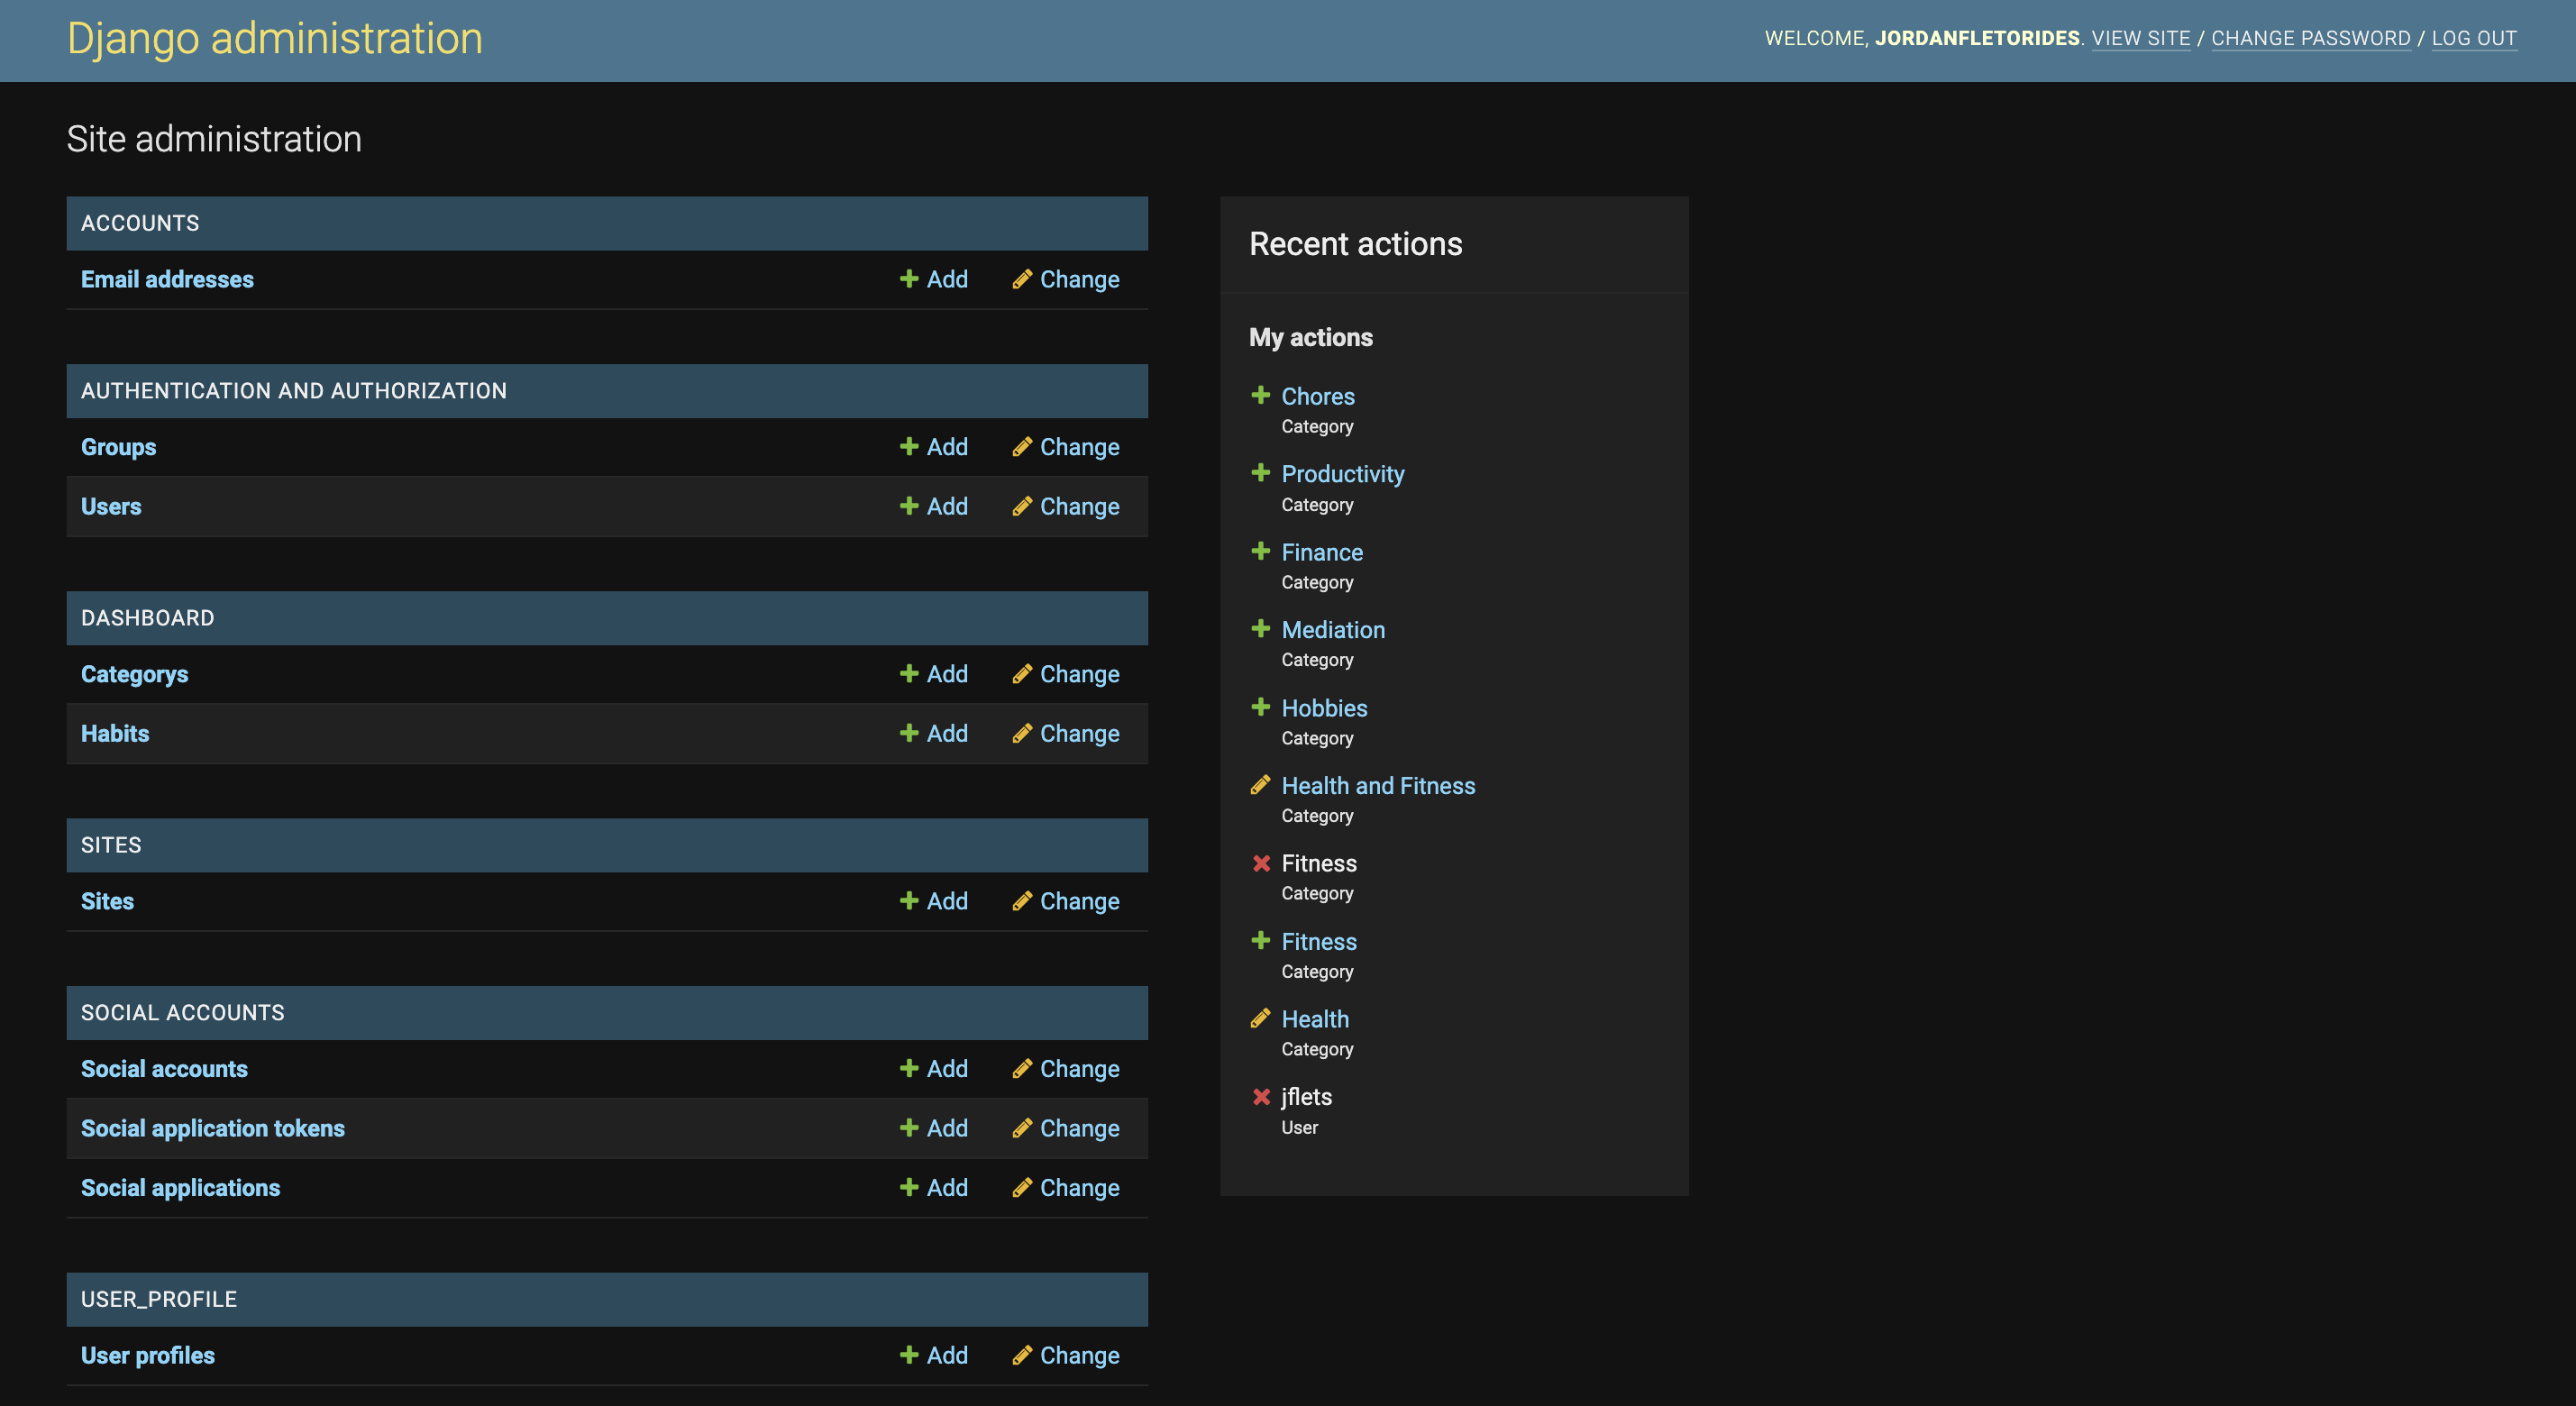 Django administration
WELCOME, JORDANFLETORIDES. VIEW SITE / CHANGE PASSWORD / LOG OUT
Site administration
ACCOUNTS
Email addresses Add Change
AUTHENTICATION AND AUTHORIZATION
Groups Add Change
Users Add Change
DASHBOARD
Categorys Add Change
Habits Add Change
SITES
Sites Add Change
SOCIAL ACCOUNTS
Social accounts Add Change
Social application tokens Add Change
Social applications Add Change
USER_PROFILE
User profiles Add Change
Recent actions
My actions
Chores
Category
Productivity
Category
Finance
Category
Mediation
Category
Hobbies
Category
Health and Fitness
Category
Fitness
Category
Fitness
Category
Health
Category
jflets
User